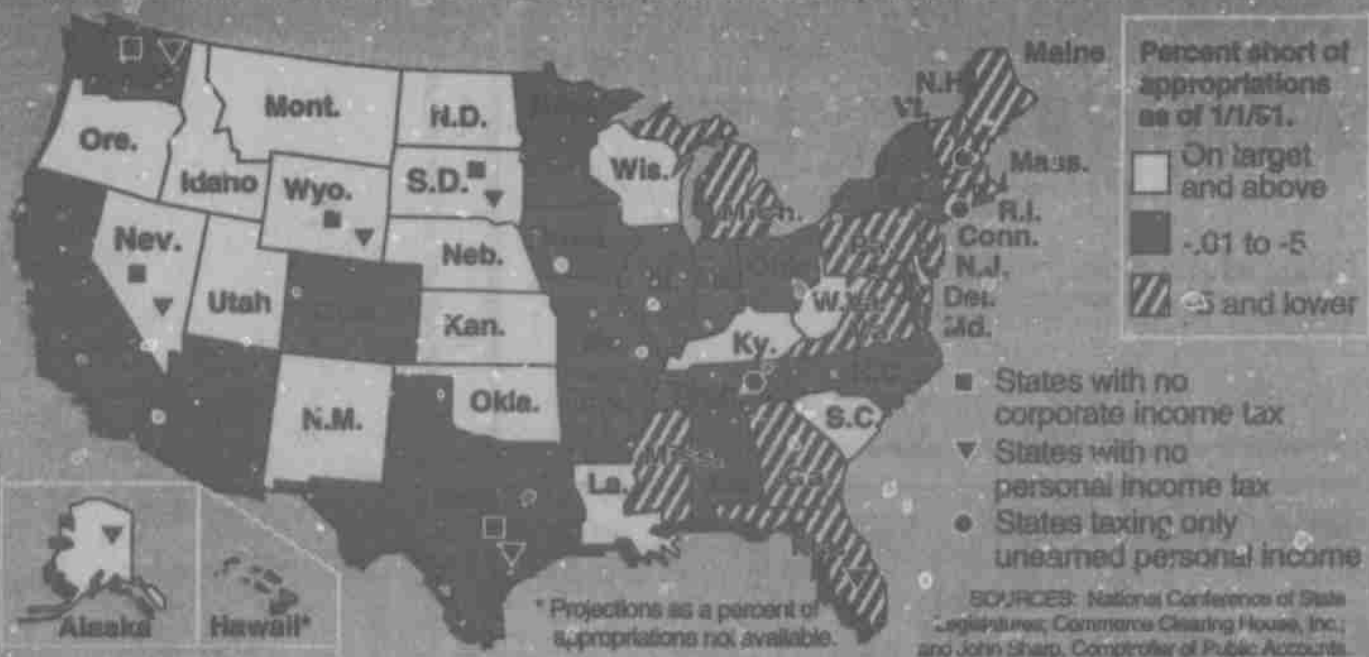 Maine
N.H.
Vt.
Mont.
N.D.
Ore.
Wis.
Mass.
Idaho
Wyo.
S.D.
Mich.
R.I.
Nev.
Conn.
Neb.
Pa.
N.J.
Utah
W.Va.
Del.
Kan.
Md.
Ky.
Okla.
N.M.
S.C.
Miss.
La.
Ga.
Alaska
Hawaii*
* Projections as a percent of
appropriations not available.
Percent short of
appropriations
as of 1/1/91.
On target
and above
-.01 to -5
-5 and lower
States with no
corporate income tax
States with no
personal income tax
States taxing only
unearned personal income
SOURCES: National Conference of State
Legislatures; Commerce Clearing House, Inc.;
and John Sharp, Comptroller of Public Accounts